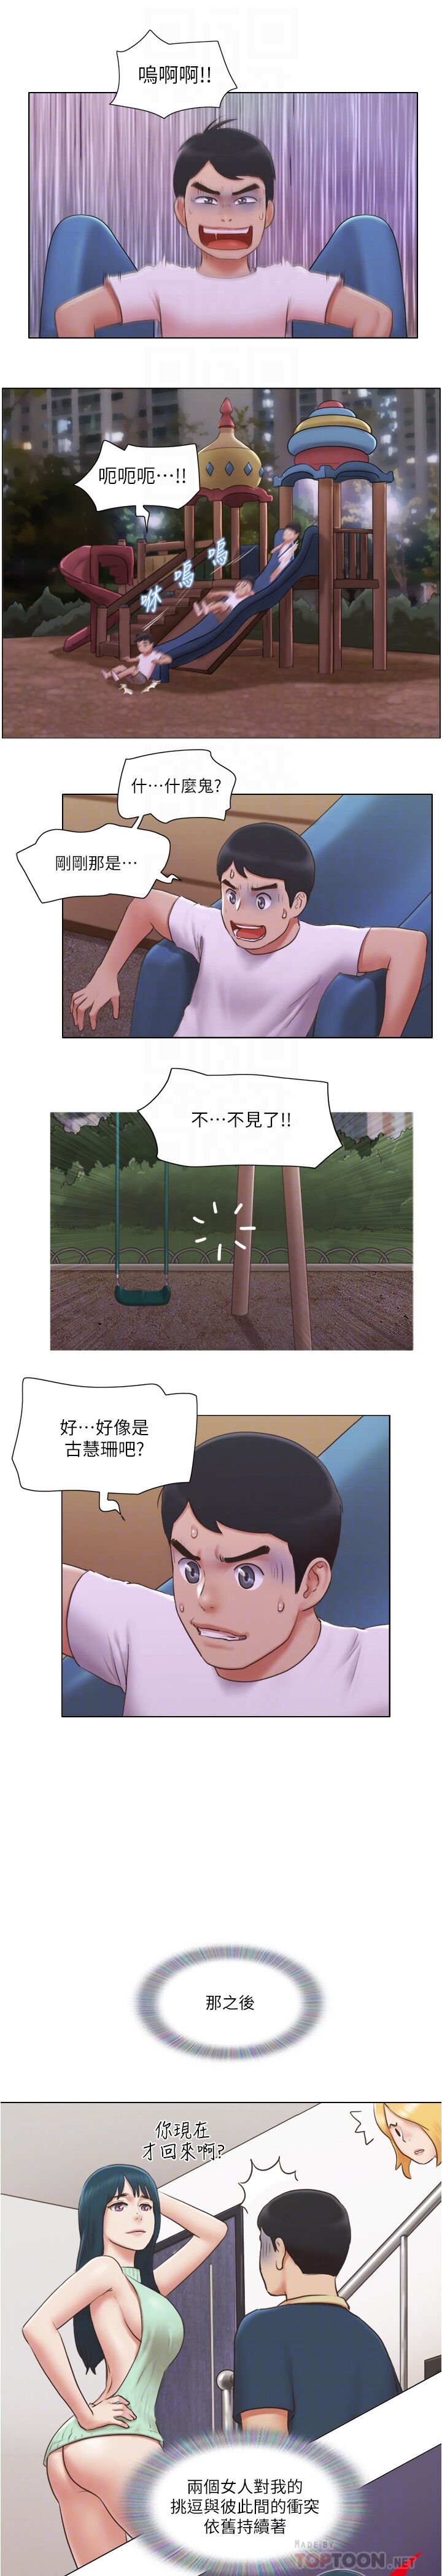 嗚啊啊!!
呃呃呃…!!
咻嗚嗚
什…什麼鬼?
剛剛那是…
不…不見了!!
好…好像是
古慧珊吧?
那之後
你現在
才回來啊?
兩個女人對我的
挑逗與彼此間的衝突
依舊持續著
MADE BY
TOPTOON.NET